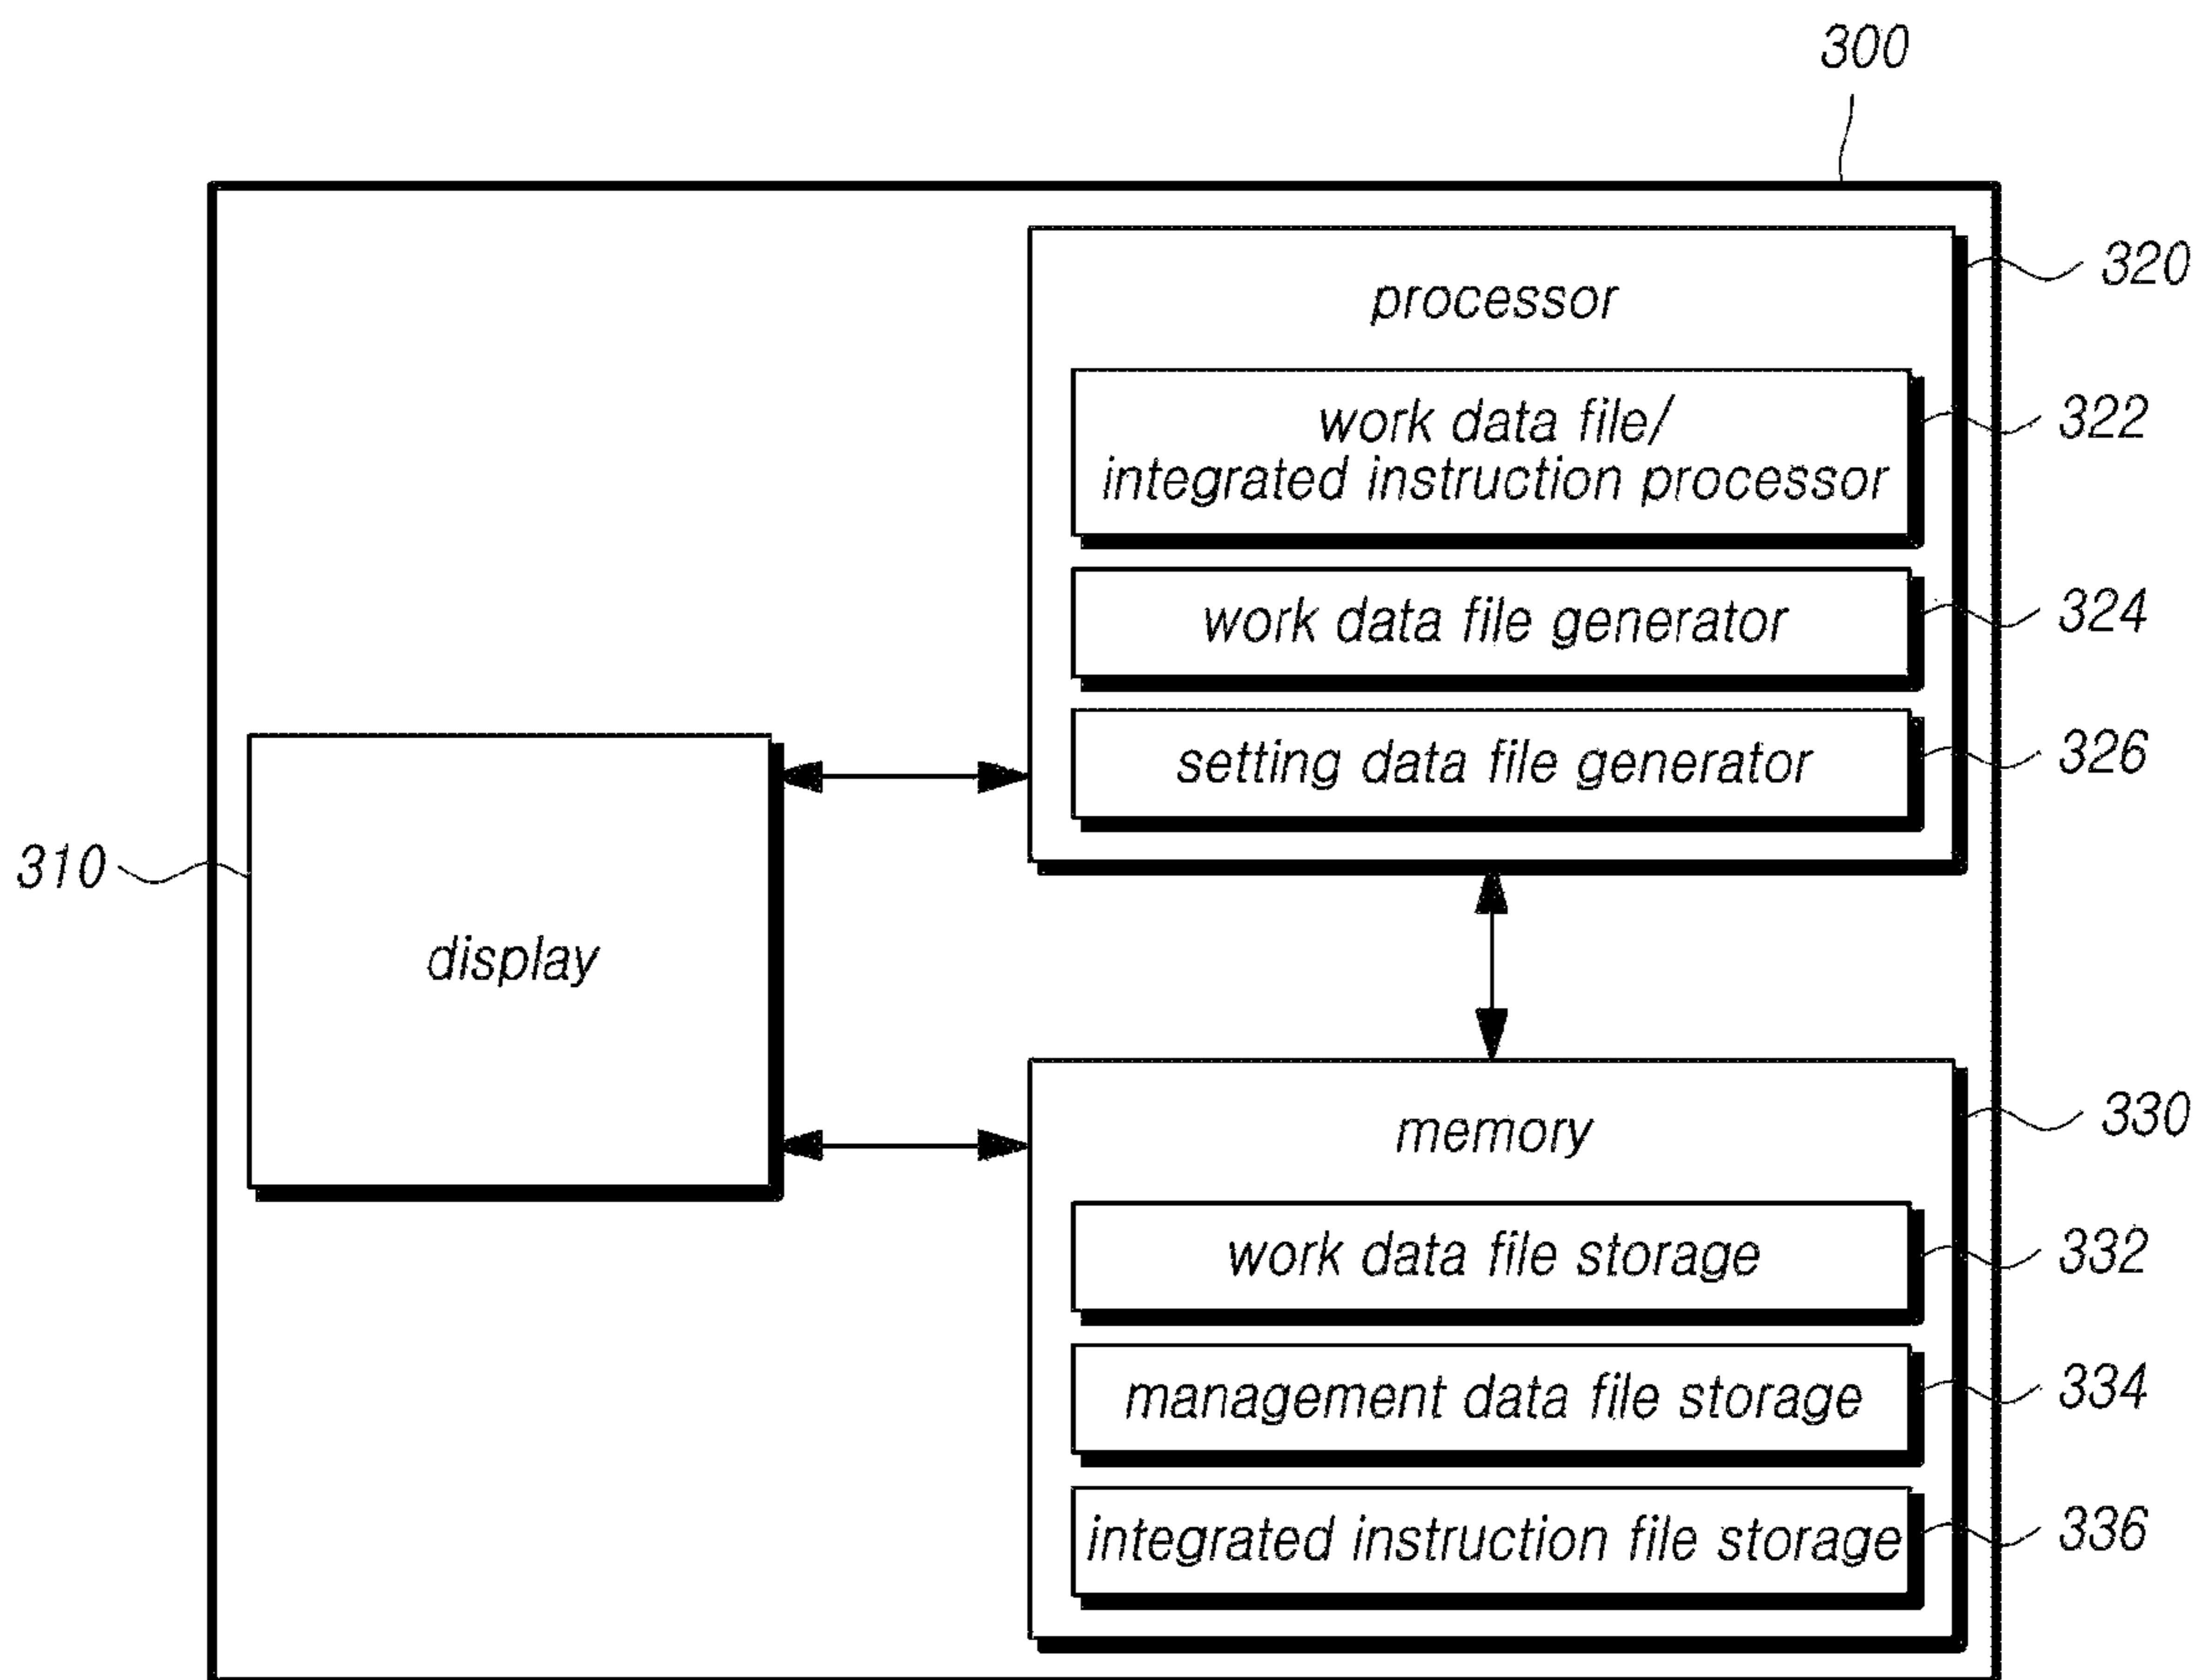 300
320
processor
work data file/
integrated instruction processor
322
work data file generator
324
setting data file generator
326
310
display
memory
330
work data file storage
332
management data file storage
334
integrated instruction file storage
336